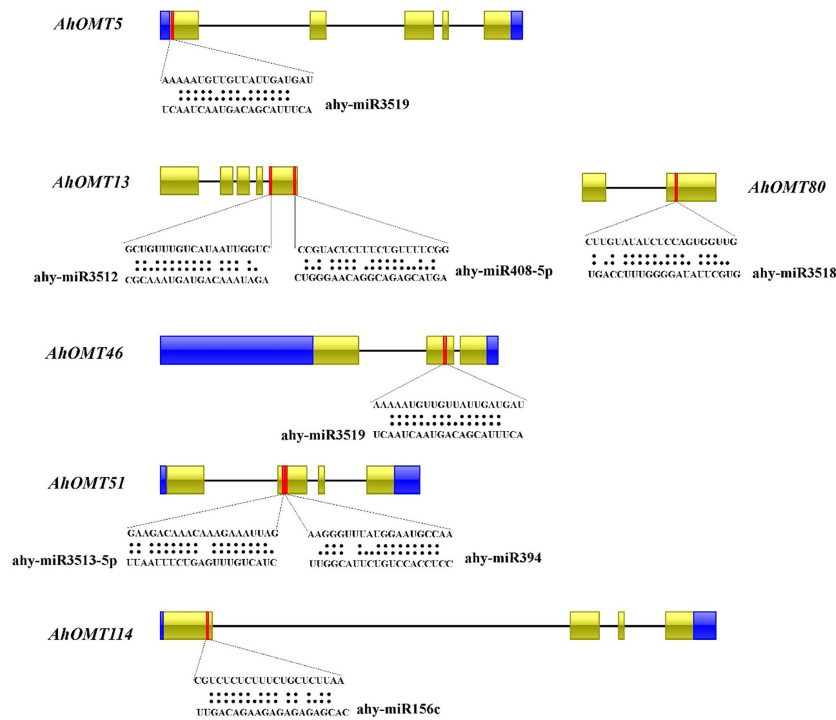 AhOMT5
AAAAAUGUUGUUAUUGAUGAU
UCAAUCAAUGACAGCAUUUCA
ahy-miR3519
AhOMT13
AhOMT80
GCUGUUUGUCAUAAUUGGUC
CCGUACUCUUUCUGUUUUCGG
CUUGUAUAUCUCCAGUGGUUG
ahy-miR3512
CGCAAAUGAUGACAAAUAGA
CUGGGAACAGGCAGAGCAUGA
ahy-miR408-5p
UGACCUUUGGGGAUAUUCGUG
ahy-miR3518
AhOMT46
AAAAAUGUUGUUAUUGAUGAU
ahy-miR3519
UCAAUCAAUGACAGCAUUUCA
AhOMT51
GAAGACAAACAAAGAAAUUAG
AAGGGUUUAUGGAAUGCCAA
ahy-miR3513-5p
UUAAUUUCUGAGUUUGUCAUC
UUGGCAUUCUGUCCACCUCC
ahy-miR394
AhOMT114
CGUCUCUCUUUCUGCUCUUAA
UUGACAGAAGAGAGAGAGCAC
ahy-miR156c